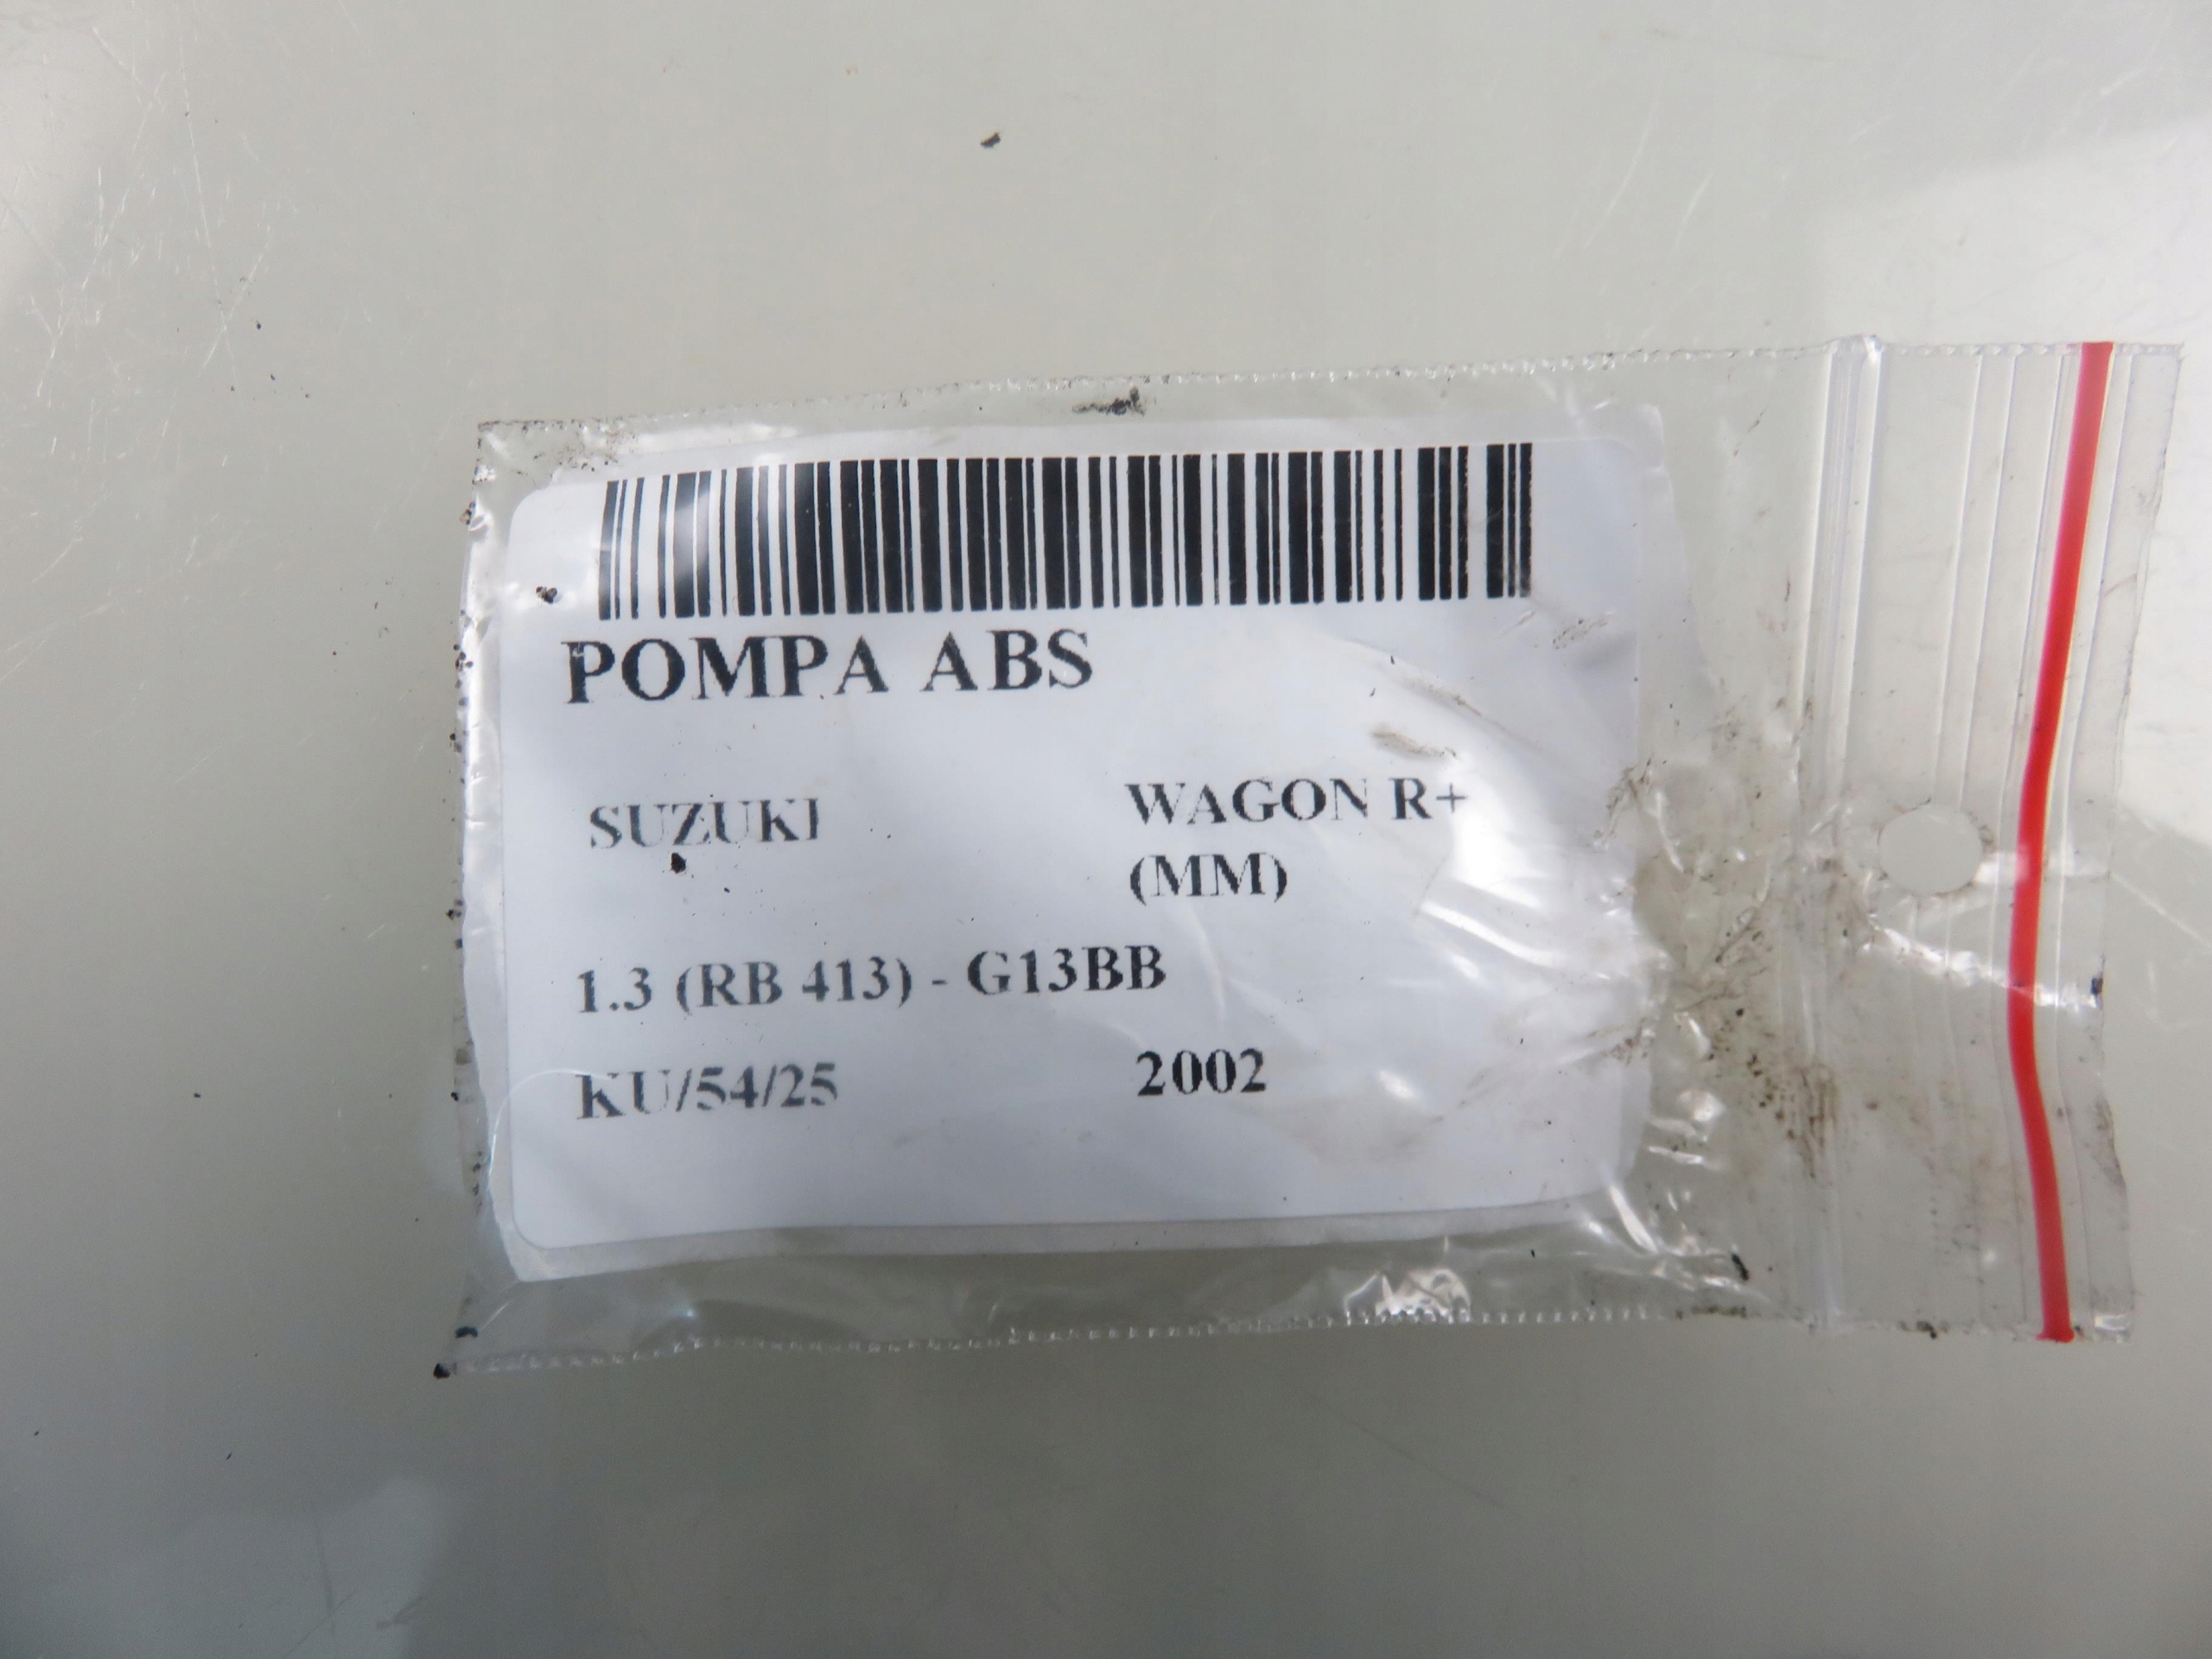 POMPA ABS
SUZUKI WAGON R+
(MM)
1.3 (RB 413) - G13BB
KU/54/25 2002